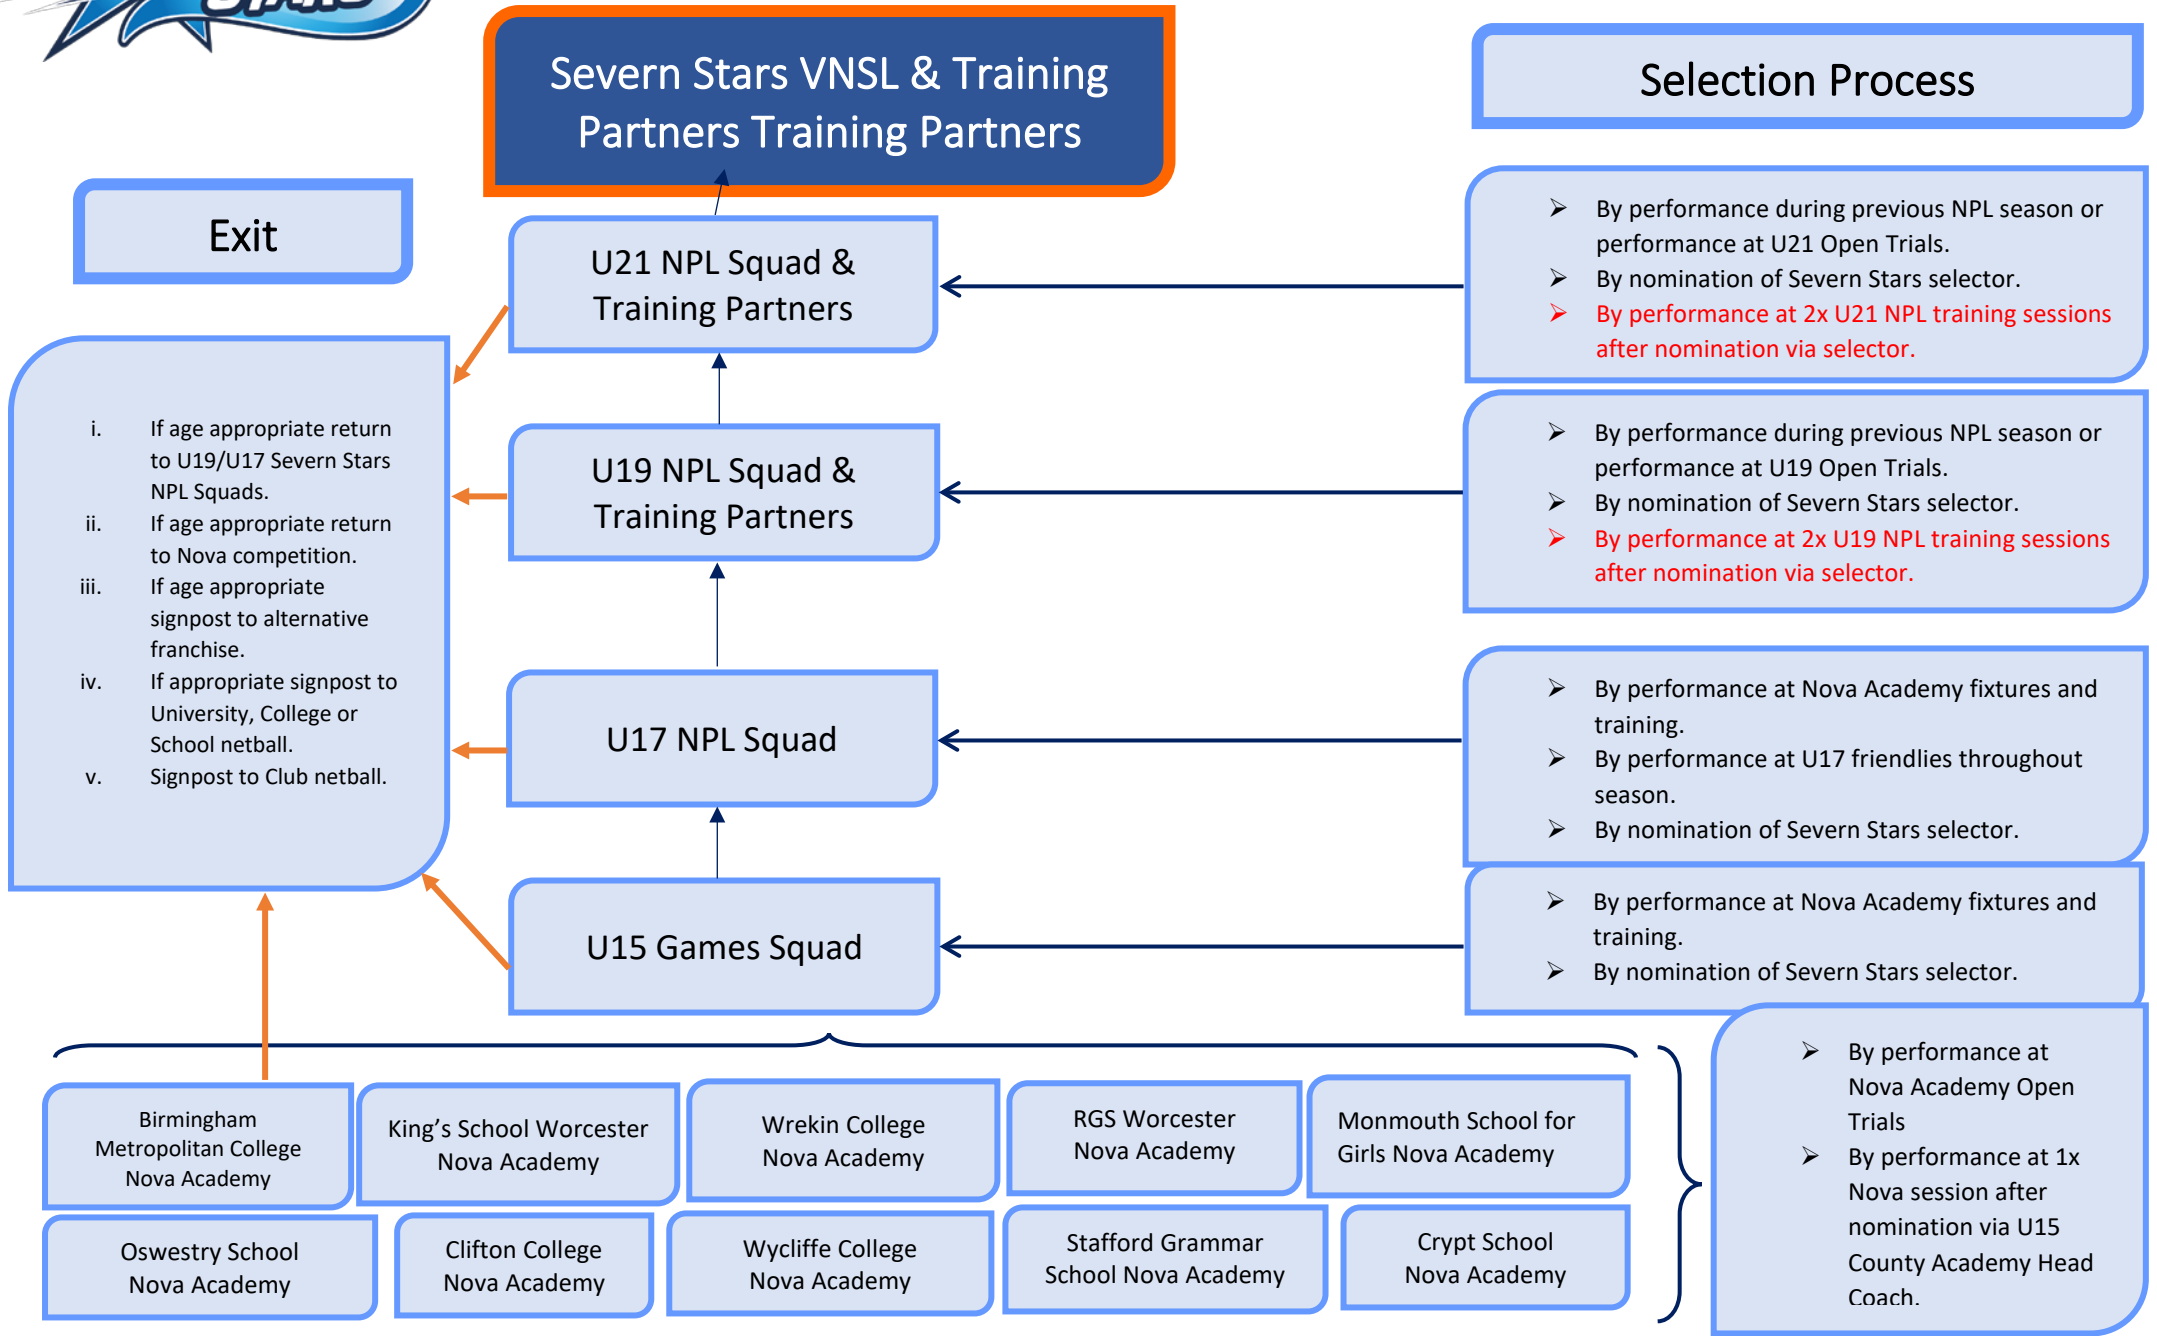 STARS
Severn Stars VNSL & Training
Partners Training Partners
Selection Process
Exit
U21 NPL Squad &
Training Partners
➢ By performance during previous NPL season or
performance at U21 Open Trials.
➢ By nomination of Severn Stars selector.
➢ By performance at 2x U21 NPL training sessions
after nomination via selector.
i. If age appropriate return
to U19/U17 Severn Stars
NPL Squads.
ii. If age appropriate return
to Nova competition.
iii. If age appropriate
signpost to alternative
franchise.
iv. If appropriate signpost to
University, College or
School netball.
v. Signpost to Club netball.
U19 NPL Squad &
Training Partners
➢ By performance during previous NPL season or
performance at U19 Open Trials.
➢ By nomination of Severn Stars selector.
➢ By performance at 2x U19 NPL training sessions
after nomination via selector.
U17 NPL Squad
➢ By performance at Nova Academy fixtures and
training.
➢ By performance at U17 friendlies throughout
season.
➢ By nomination of Severn Stars selector.
U15 Games Squad
➢ By performance at Nova Academy fixtures and
training.
➢ By nomination of Severn Stars selector.
Birmingham
Metropolitan College
Nova Academy
King’s School Worcester
Nova Academy
Wrekin College
Nova Academy
RGS Worcester
Nova Academy
Monmouth School for
Girls Nova Academy
Oswestry School
Nova Academy
Clifton College
Nova Academy
Wycliffe College
Nova Academy
Stafford Grammar
School Nova Academy
Crypt School
Nova Academy
➢ By performance at
Nova Academy Open
Trials
➢ By performance at 1x
Nova session after
nomination via U15
County Academy Head
Coach.